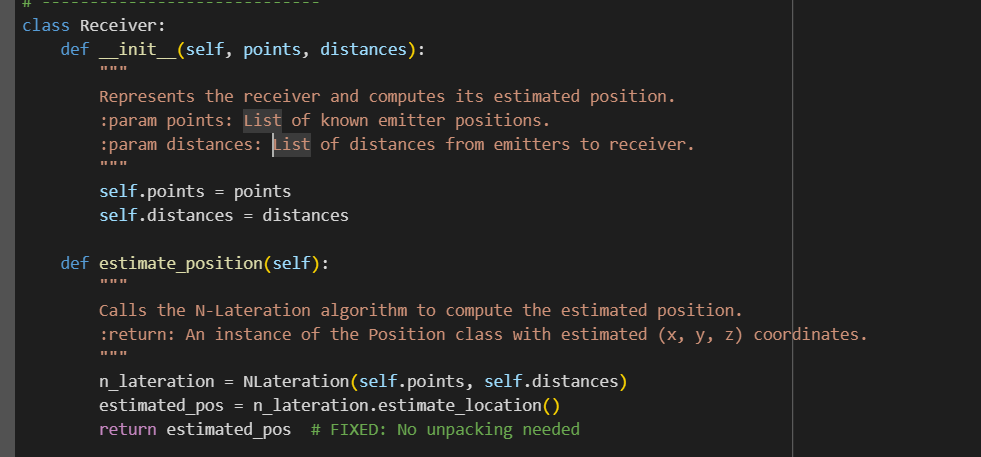 # -----------------------------
class Receiver:
    def __init__(self, points, distances):
        """
        Represents the receiver and computes its estimated position.
        :param points: List of known emitter positions.
        :param distances: List of distances from emitters to receiver.
        """
        self.points = points
        self.distances = distances

    def estimate_position(self):
        """
        Calls the N-Lateration algorithm to compute the estimated position.
        :return: An instance of the Position class with estimated (x, y, z) coordinates.
        """
        n_lateration = NLateration(self.points, self.distances)
        estimated_pos = n_lateration.estimate_location()
        return estimated_pos  # FIXED: No unpacking needed